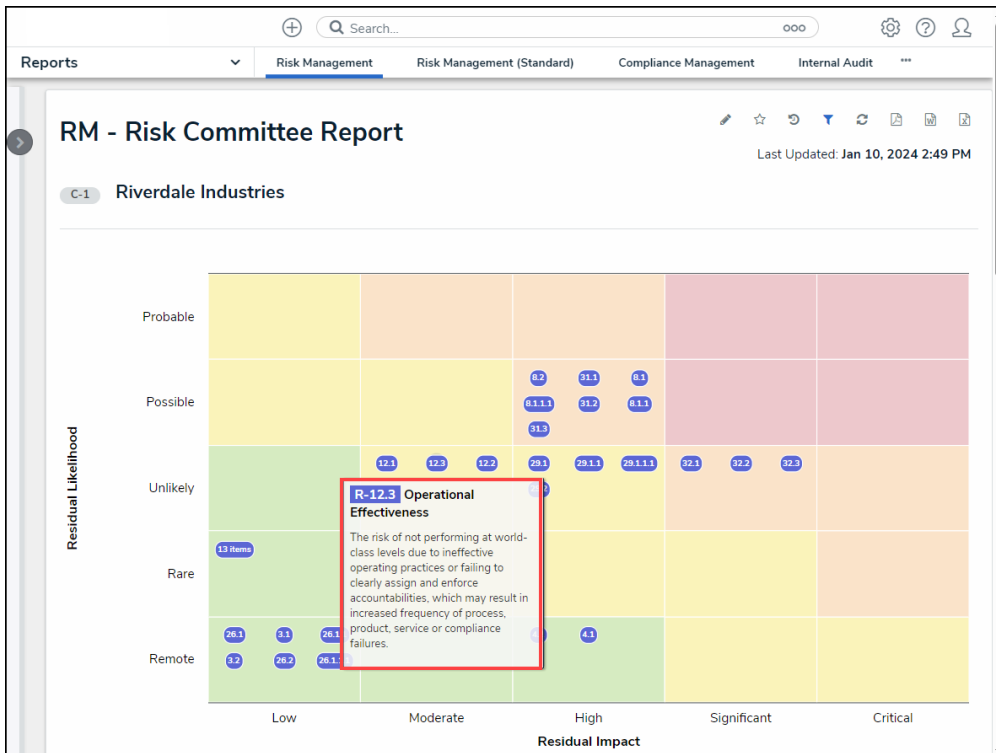 Search...
ooo
Reports
Risk Management
Risk Management (Standard)
Compliance Management
Internal Audit
RM - Risk Committee Report
Last Updated: Jan 10, 2024 2:49 PM
C-1 Riverdale Industries
Residual Likelihood
Probable
Possible
8.2 31.1 8.1
8.1.1.1 31.2 8.1.1
31.3
Unlikely
12.1 12.3 12.2 29.1 29.1.1 29.1.1.1 32.1 32.2 32.3
R-12.3 Operational
Effectiveness
The risk of not performing at world-
class levels due to ineffective
operating practices or failing to
clearly assign and enforce
accountabilities, which may result in
increased frequency of process,
product, service or compliance
failures.
Rare
13 items
Remote
26.1 3.1 4.1
3.2 26.2
Low Moderate High Significant Critical
Residual Impact